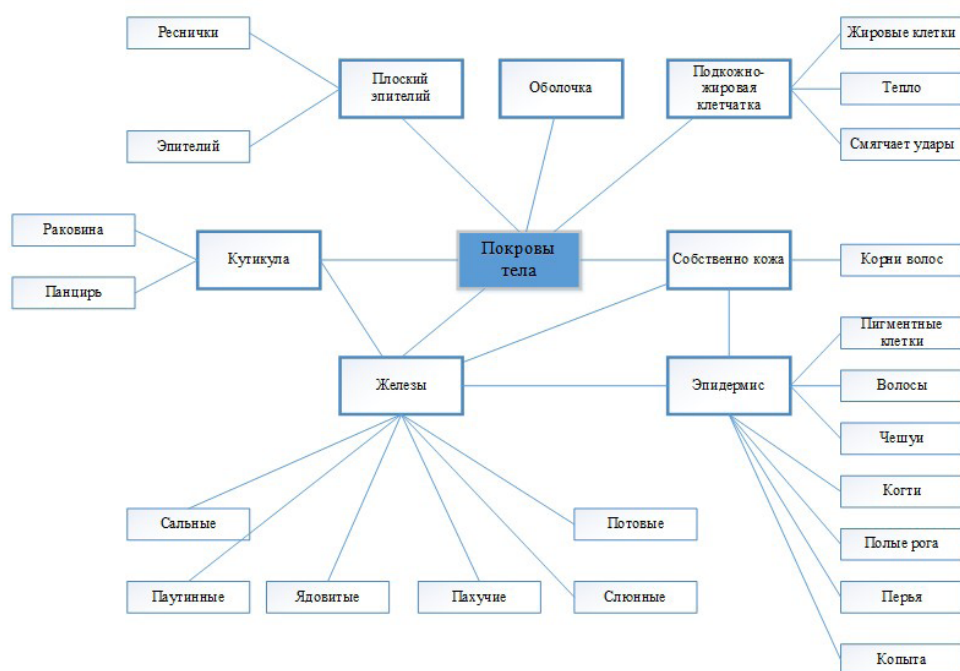 Реснички
Жировые клетки
Плоский
эпителий
Оболочка
Подкожно-
жировая
клетчатка
Тепло
Эпителий
Смягчает удары
Раковина
Кутикула
Покровы
тела
Собственно кожа
Корни волос
Панцирь
Пигментные
клетки
Железы
Эпидермис
Волосы
Чешуи
Когти
Сальные
Потовые
Полые рога
Паутинные
Ядовитые
Пахучие
Слюнные
Перья
Копыта